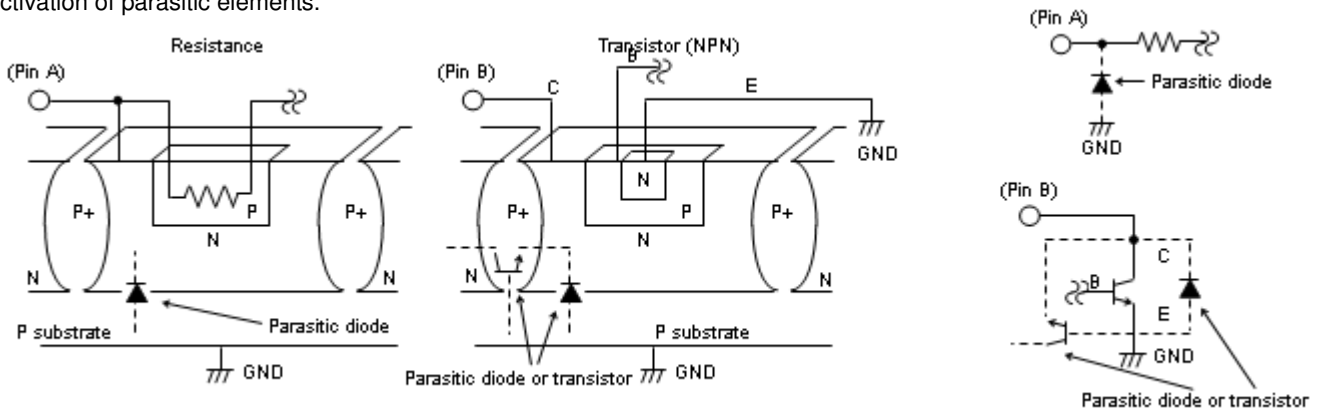 ctivation of parasitic elements.
Resistance
(Pin A)
P+
P
P+
N
N
N
Parasitic diode
P substrate
GND
Transistor (NPN)
(Pin B)
C
B
E
GND
N
P+
P
P+
N
N
N
P substrate
Parasitic diode or transistor
GND
(Pin A)
Parasitic diode
GND
(Pin B)
C
B
E
GND
Parasitic diode or transistor